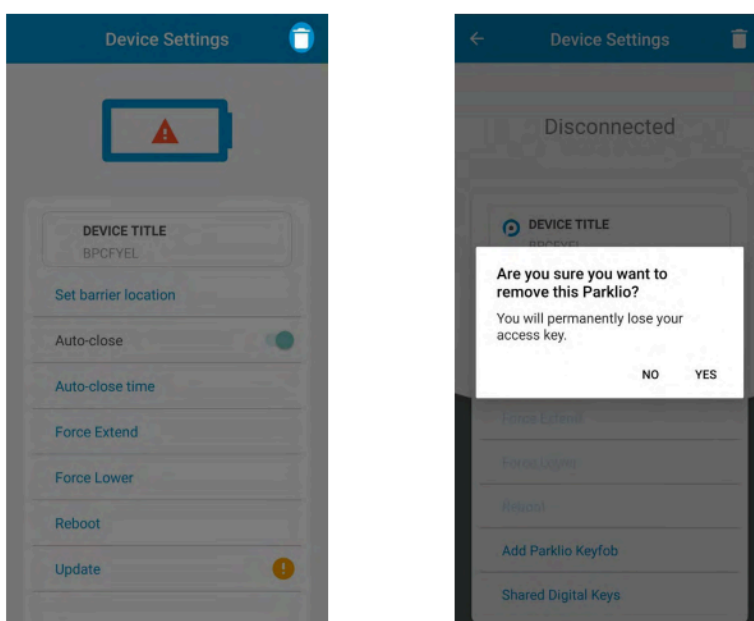 Device Settings
DEVICE TITLE
BPCFYEL
Set barrier location
Auto-close
Auto-close time
Force Extend
Force Lower
Reboot
Update
Device Settings
Disconnected
DEVICE TITLE
BPCFYEL
Are you sure you want to
remove this Parklio?
You will permanently lose your
access key.
NO YES
Force Extend
Force Lower
Reboot
Add Parklio Keyfob
Shared Digital Keys